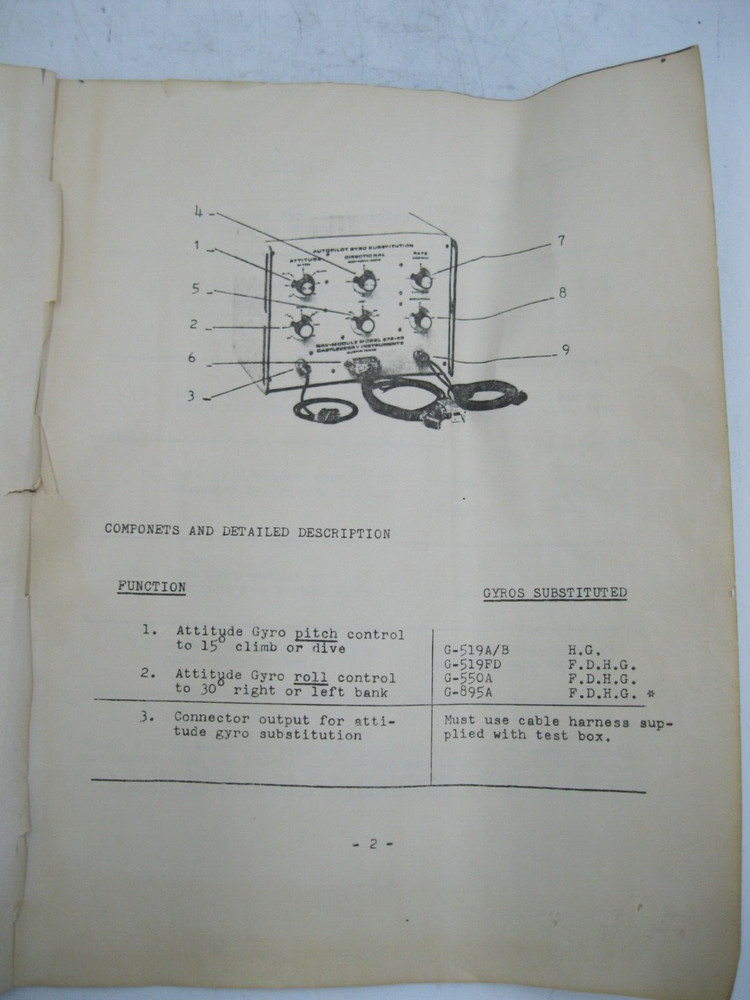 4
1
5
2
6
3
7
8
9
AUTOPILOT GYRO SUBSTITUTION
ATTITUDE
DIRECTIONAL
RATE
CASTLEBERRY INSTRUMENTS
COMPONETS AND DETAILED DESCRIPTION
FUNCTION
GYROS SUBSTITUTED
1. Attitude Gyro pitch control
to 15° climb or dive
2. Attitude Gyro roll control
to 30° right or left bank
G-519A/B H.G.
G-519FD F.D.H.G.
G-550A F.D.H.G.
G-895A F.D.H.G. *
3. Connector output for atti-
tude gyro substitution
Must use cable harness sup-
plied with test box.
- 2 -